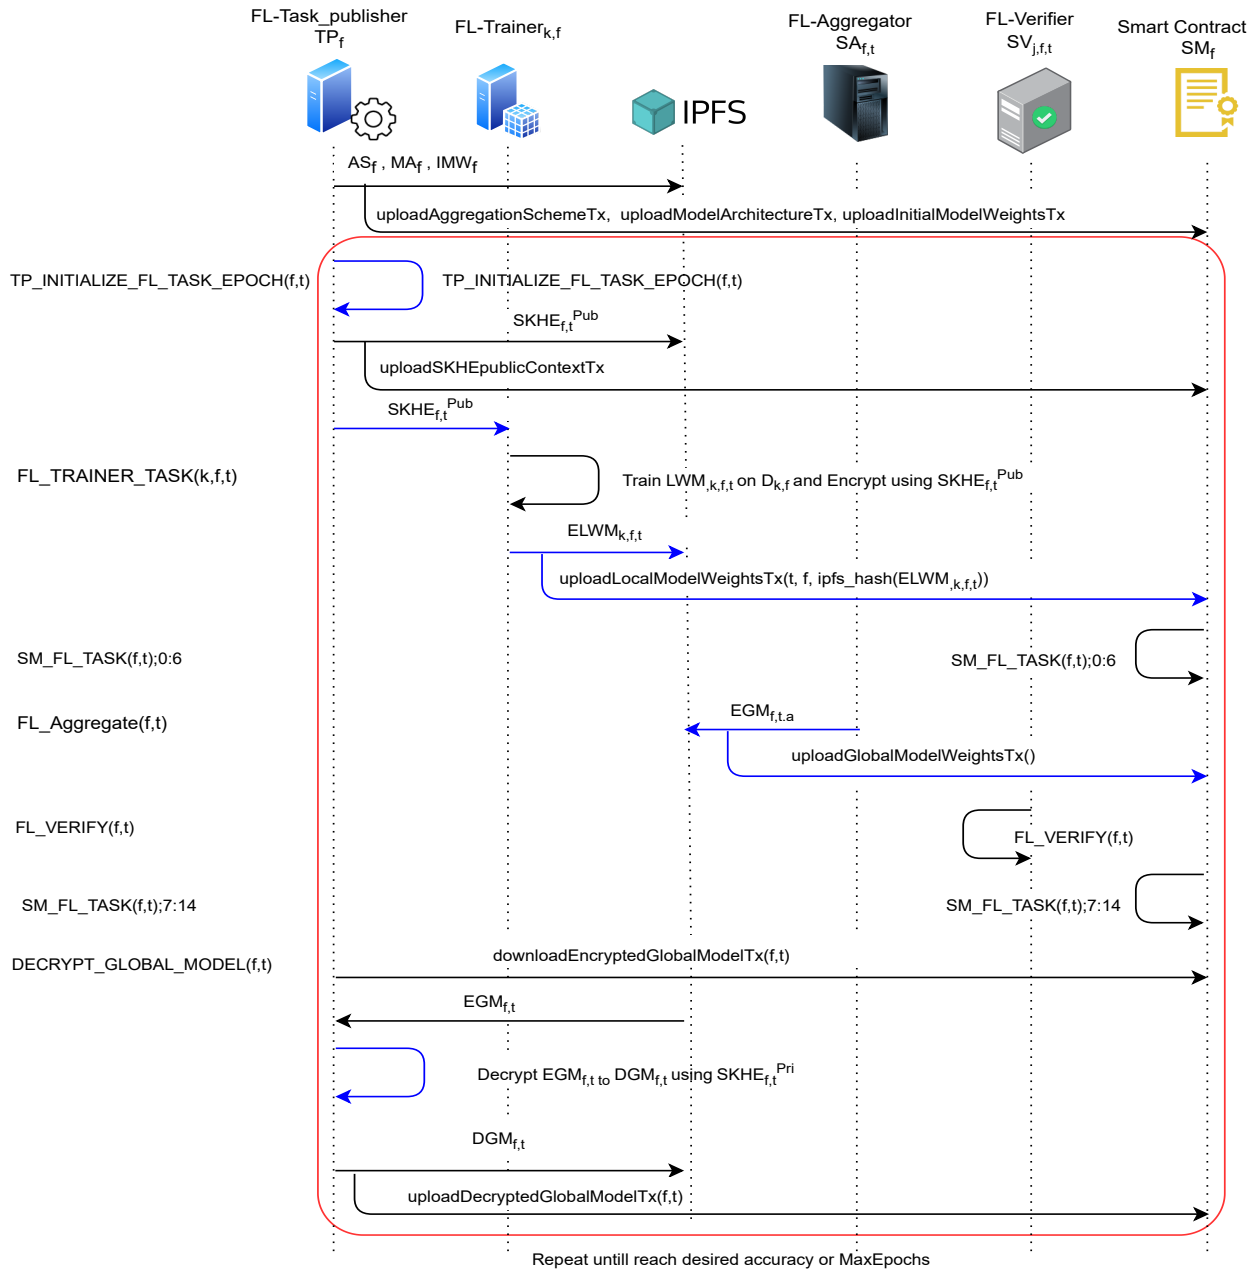 FL-Task_publisher
TPf
FL-Trainerk,f
IPFS
FL-Aggregator
SAf,t
FL-Verifier
SVj,f,t
Smart Contract
SMf
ASf , MAf , IMWf
uploadAggregationSchemeTx, uploadModelArchitectureTx, uploadInitialModelWeightsTx
TP_INITIALIZE_FL_TASK_EPOCH(f,t)
TP_INITIALIZE_FL_TASK_EPOCH(f,t)
SKHEf,tPub
uploadSKHEpublicContextTx
SKHEf,tPub
FL_TRAINER_TASK(k,f,t)
Train LWM,k,f,t on Dk,f and Encrypt using SKHEf,tPub
ELWMk,f,t
uploadLocalModelWeightsTx(t, f, ipfs_hash(ELWM,k,f,t))
SM_FL_TASK(f,t);0:6
SM_FL_TASK(f,t);0:6
FL_Aggregate(f,t)
EGMf,t.a
uploadGlobalModelWeightsTx()
FL_VERIFY(f,t)
FL_VERIFY(f,t)
SM_FL_TASK(f,t);7:14
SM_FL_TASK(f,t);7:14
DECRYPT_GLOBAL_MODEL(f,t)
downloadEncryptedGlobalModelTx(f,t)
EGMf,t
Decrypt EGMf,t to DGMf,t using SKHEf,tPri
DGMf,t
uploadDecryptedGlobalModelTx(f,t)
Repeat untill reach desired accuracy or MaxEpochs